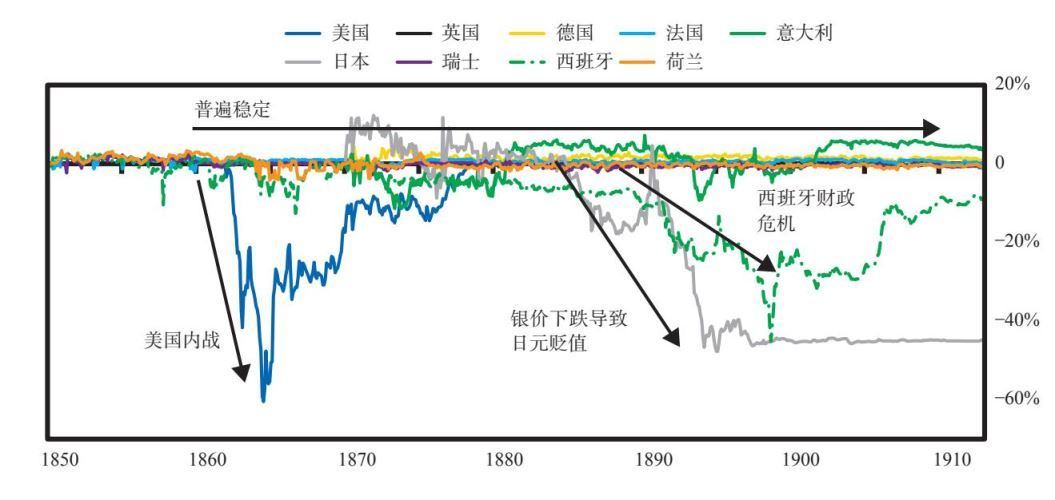 美国 英国 德国 法国 意大利
日本 瑞士 西班牙 荷兰
20%
普遍稳定
0
西班牙财政
危机
−20%
银价下跌导致
日元贬值
−40%
美国内战
−60%
1850 1860 1870 1880 1890 1900 1910